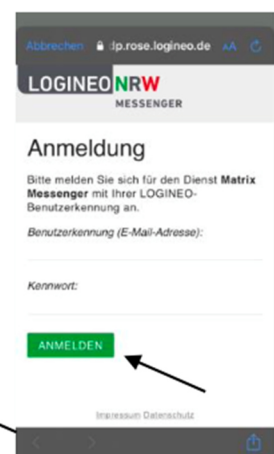 Abbrechen dp.rose.logineo.de AA
LOGINEO NRW
MESSENGER
Anmeldung
Bitte melden Sie sich für den Dienst Matrix
Messenger mit Ihrer LOGINEO-
Benutzerkennung an.
Benutzerkennung (E-Mail-Adresse):
Kennwort:
ANMELDEN
Impressum Datenschutz